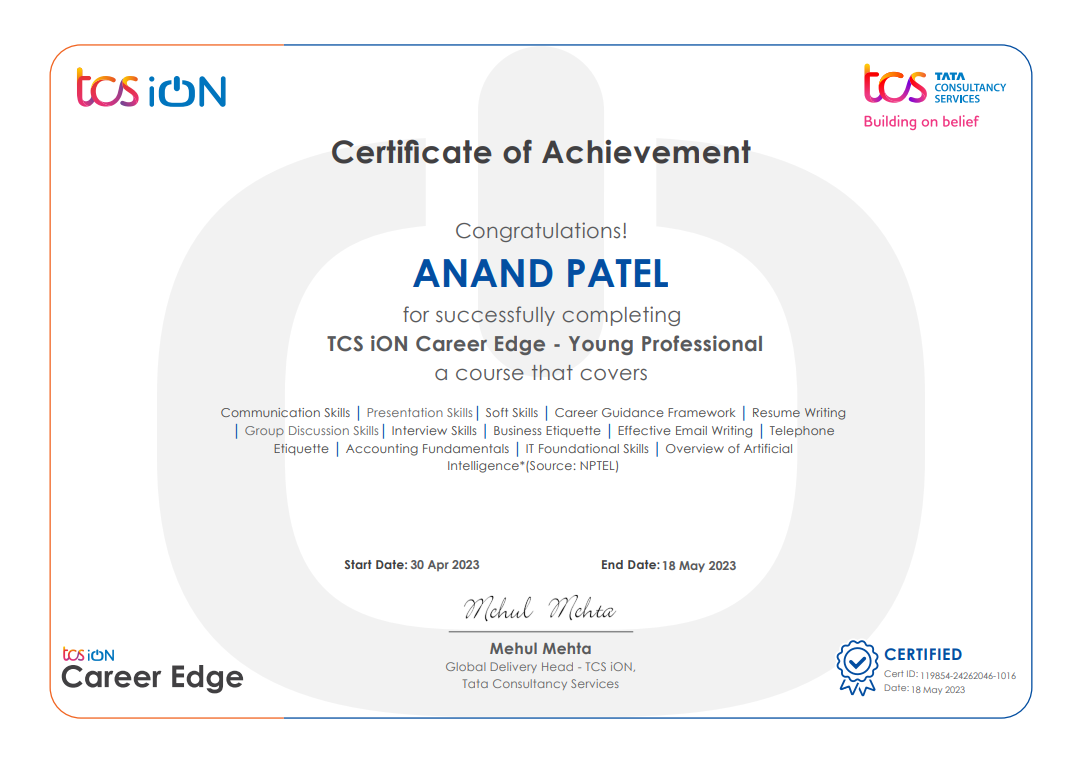 tcs iON
tcs TATA
CONSULTANCY
SERVICES
Building on belief
Certificate of Achievement
Congratulations!
ANAND PATEL
for successfully completing
TCS iON Career Edge - Young Professional
a course that covers
Communication Skills | Presentation Skills | Soft Skills | Career Guidance Framework | Resume Writing
| Group Discussion Skills | Interview Skills | Business Etiquette | Effective Email Writing | Telephone
Etiquette | Accounting Fundamentals | IT Foundational Skills | Overview of Artificial
Intelligence*(Source: NPTEL)
Start Date: 30 Apr 2023 End Date: 18 May 2023
Mehul Mehta
Mehul Mehta
Global Delivery Head - TCS iON,
Tata Consultancy Services
tcs iON
Career Edge
CERTIFIED
Cert ID: 119854-24262046-1016
Date: 18 May 2023